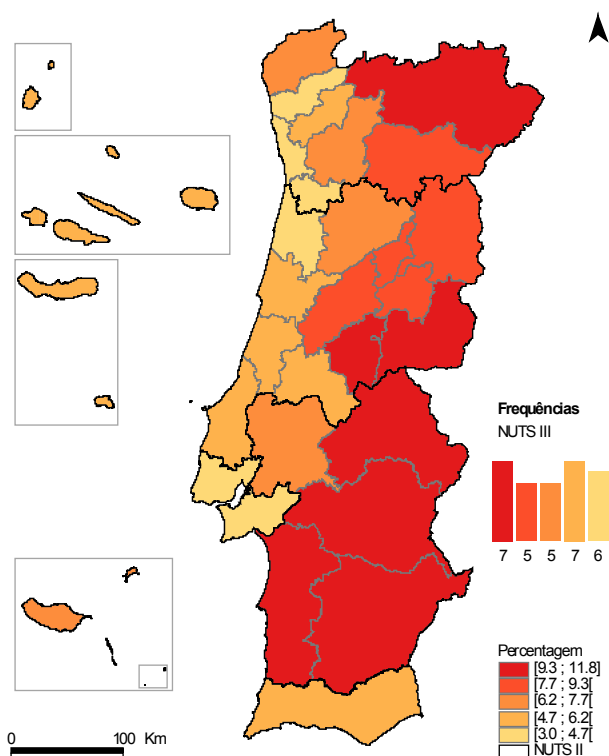 Frequências
NUTS III
7 5 5 7 6
Percentagem
[9.3 ; 11.8]
[7.7 ; 9.3[
[6.2 ; 7.7[
[4.7 ; 6.2[
[3.0 ; 4.7[
NUTS II
0 100 Km